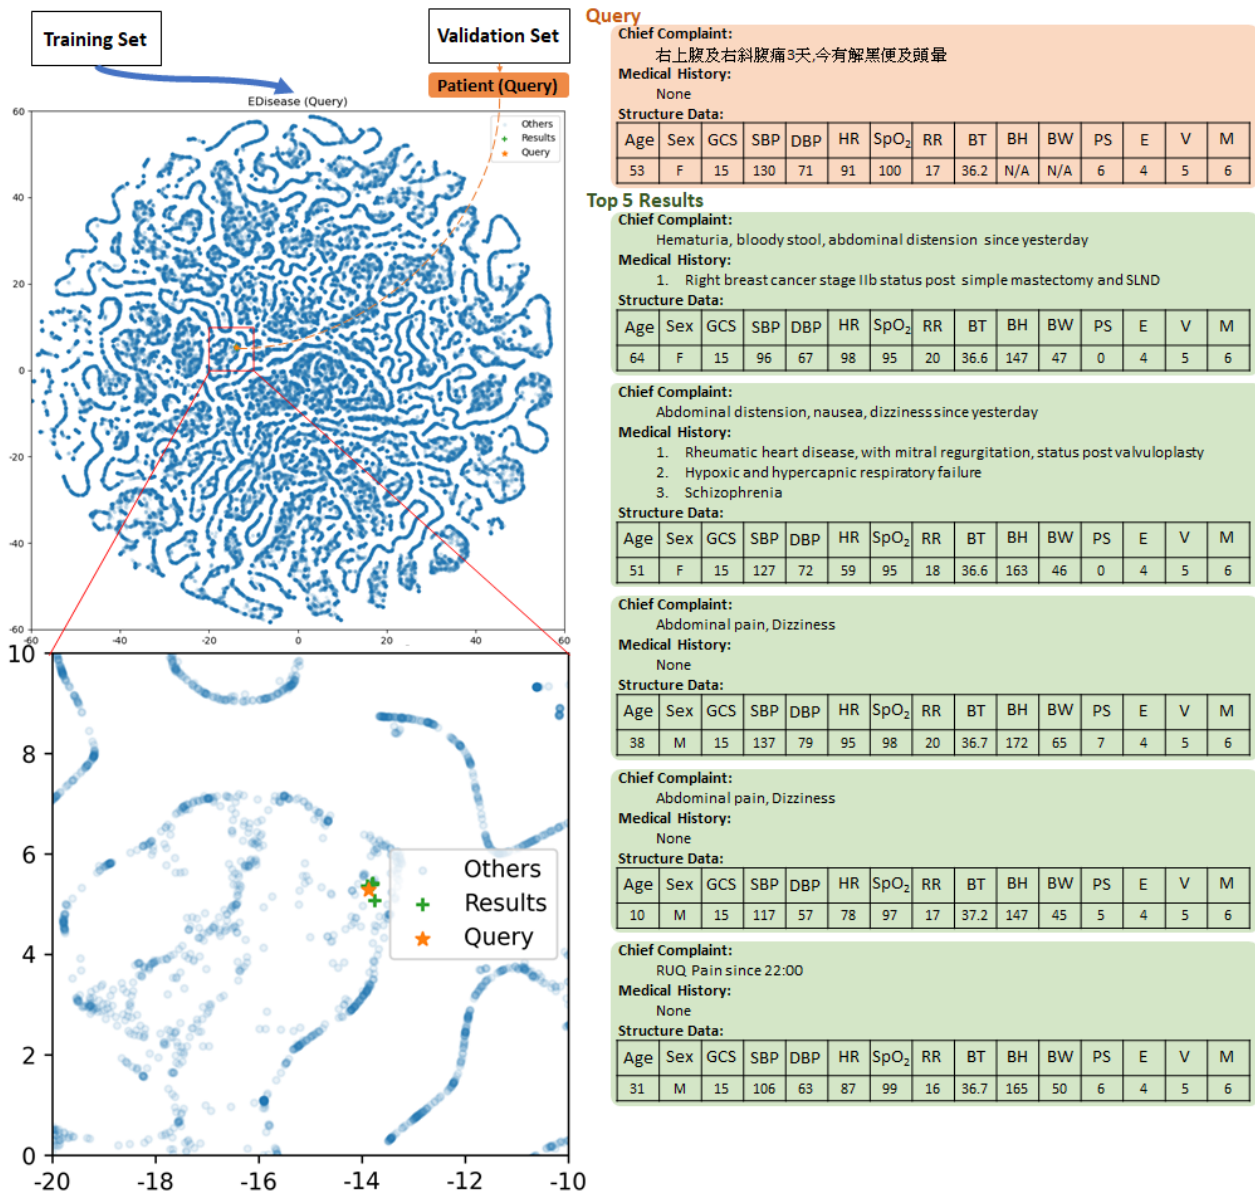 Training Set
Validation Set
Patient (Query)
EDisease (Query)
Others
Results
Query
60
40
20
0
-20
-40
-60
-60 -40 -20 0 20 40 60
10
8
6
4
2
0
Others
Results
Query
-20 -18 -16 -14 -12 -10
Query
Chief Complaint:
右上腹及右斜腹痛3天,今有解黑便及頭暈
Medical History:
None
Structure Data:
Age Sex GCS SBP DBP HR SpO2 RR BT BH BW PS E V M
53 F 15 130 71 91 100 17 36.2 N/A N/A 6 4 5 6
Top 5 Results
Chief Complaint:
Hematuria, bloody stool, abdominal distension since yesterday
Medical History:
1. Right breast cancer stage IIb status post simple mastectomy and SLND
Structure Data:
Age Sex GCS SBP DBP HR SpO2 RR BT BH BW PS E V M
64 F 15 96 67 98 95 20 36.6 147 47 0 4 5 6
Chief Complaint:
Abdominal distension, nausea, dizziness since yesterday
Medical History:
1. Rheumatic heart disease, with mitral regurgitation, status post valvuloplasty
2. Hypoxic and hypercapnic respiratory failure
3. Schizophrenia
Structure Data:
Age Sex GCS SBP DBP HR SpO2 RR BT BH BW PS E V M
51 F 15 127 72 59 95 18 36.6 163 46 0 4 5 6
Chief Complaint:
Abdominal pain, Dizziness
Medical History:
None
Structure Data:
Age Sex GCS SBP DBP HR SpO2 RR BT BH BW PS E V M
38 M 15 137 79 95 98 20 36.7 172 65 7 4 5 6
Chief Complaint:
Abdominal pain, Dizziness
Medical History:
None
Structure Data:
Age Sex GCS SBP DBP HR SpO2 RR BT BH BW PS E V M
10 M 15 117 57 78 97 17 37.2 147 45 5 4 5 6
Chief Complaint:
RUQ Pain since 22:00
Medical History:
None
Structure Data:
Age Sex GCS SBP DBP HR SpO2 RR BT BH BW PS E V M
31 M 15 106 63 87 99 16 36.7 165 50 6 4 5 6